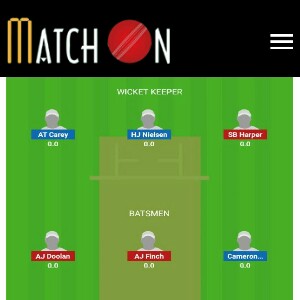 MATCH ON
WICKET KEEPER
AT Carey HJ Nielsen SB Harper
0.0 0.0 0.0
BATSMEN
AJ Doolan AJ Finch Cameron...
0.0 0.0 0.0